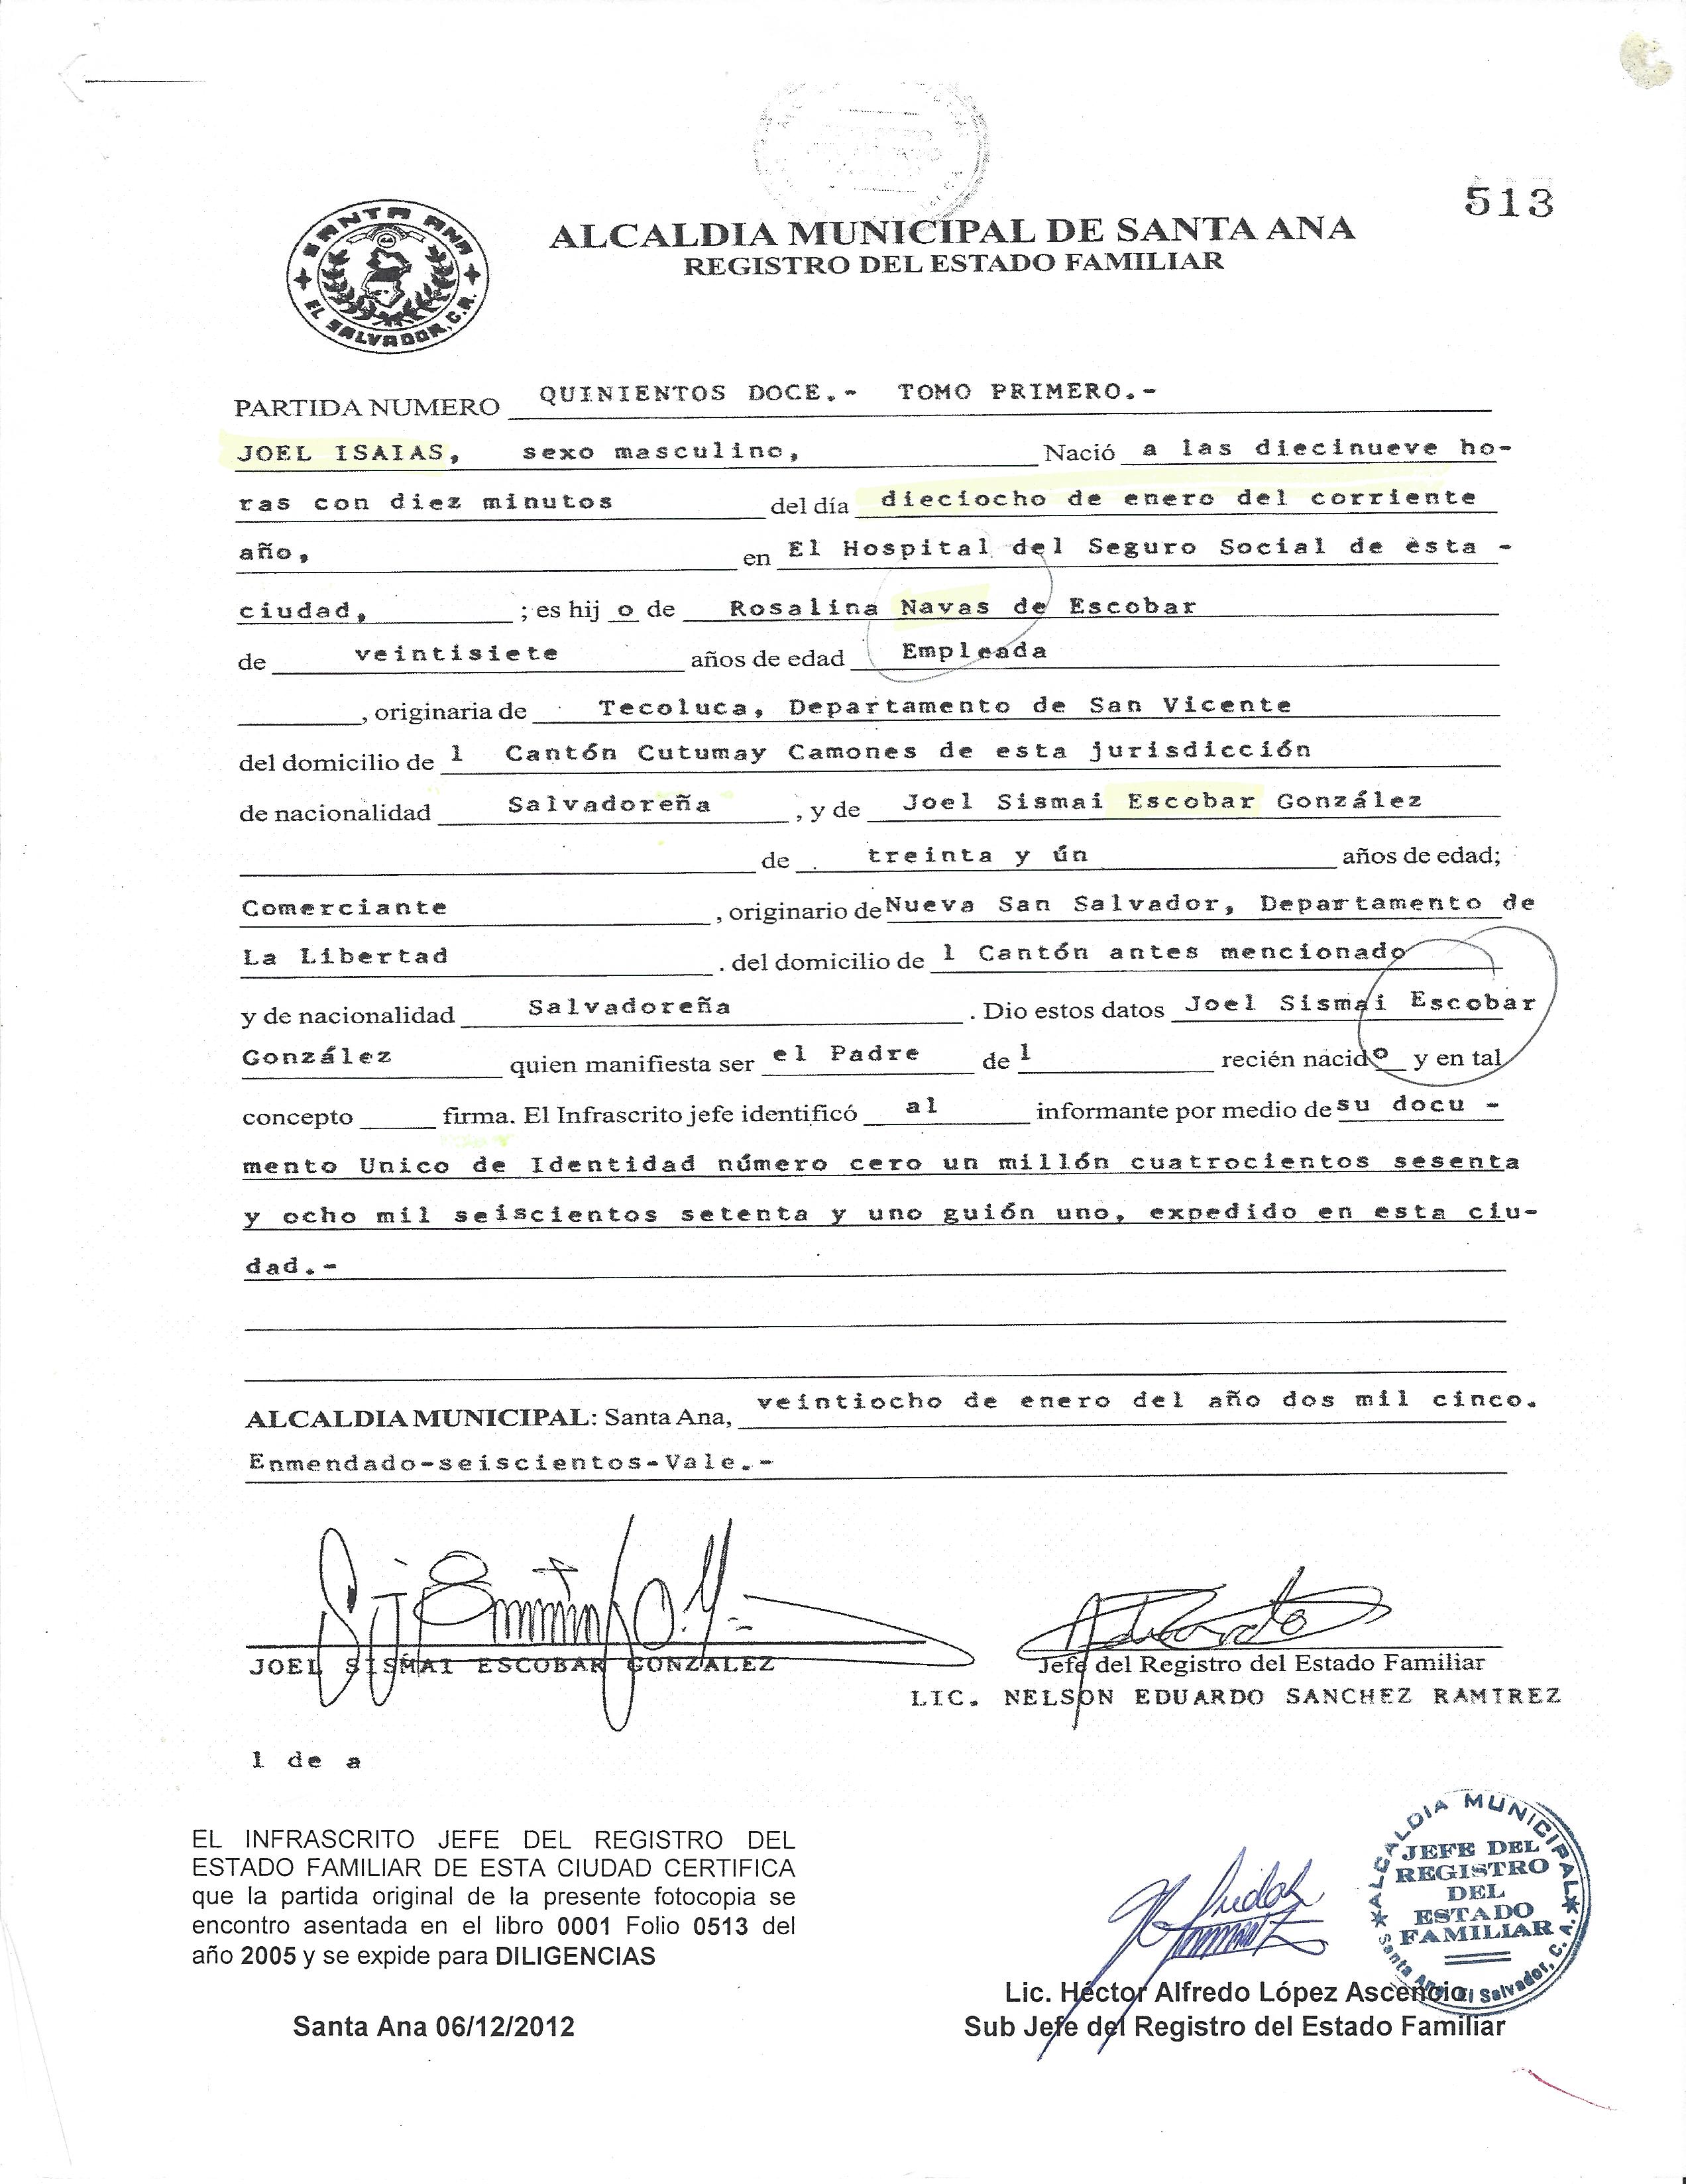 513
SANTA ANA
EL SALVADOR, C.A.
ALCALDIA MUNICIPAL DE SANTA ANA
REGISTRO DEL ESTADO FAMILIAR
PARTIDA NUMERO QUINIENTOS DOCE.- TOMO PRIMERO.-
JOEL ISAIAS, sexo masculino, Nació a las diecinueve ho-
ras con diez minutos del día dieciocho de enero del corriente
año, en El Hospital del Seguro Social de esta -
ciudad, ; es hij o de Rosalina Navas de Escobar
de veintisiete años de edad Empleada
, originaria de Tecoluca, Departamento de San Vicente
del domicilio de l Cantón Cutumay Camones de esta jurisdicción
de nacionalidad Salvadoreña , y de Joel Sismai Escobar González
de treinta y ún años de edad;
Comerciante , originario de Nueva San Salvador, Departamento de
La Libertad . del domicilio de l Cantón antes mencionado
y de nacionalidad Salvadoreña . Dio estos datos Joel Sismai Escobar
González quien manifiesta ser el Padre de l recién nacido y en tal
concepto firma. El Infrascrito jefe identificó al informante por medio de su docu -
mento Unico de Identidad número cero un millón cuatrocientos sesenta
y ocho mil seiscientos setenta y uno guión uno, expedido en esta ciu-
dad.-
ALCALDIA MUNICIPAL: Santa Ana, veintiocho de enero del año dos mil cinco.
Enmendado-seiscientos-Vale.-
JOEL SISMAI ESCOBAR GONZALEZ
Jefe del Registro del Estado Familiar
LIC. NELSON EDUARDO SANCHEZ RAMIREZ
l de a
EL INFRASCRITO JEFE DEL REGISTRO DEL
ESTADO FAMILIAR DE ESTA CIUDAD CERTIFICA
que la partida original de la presente fotocopia se
encontro asentada en el libro 0001 Folio 0513 del
año 2005 y se expide para DILIGENCIAS
Santa Ana 06/12/2012
ALCALDIA MUNICIPAL
JEFE DEL
REGISTRO
DEL
ESTADO
FAMILIAR
Santa Ana, El Salvador, C. A.
Lic. Héctor Alfredo López Ascencio
Sub Jefe del Registro del Estado Familiar